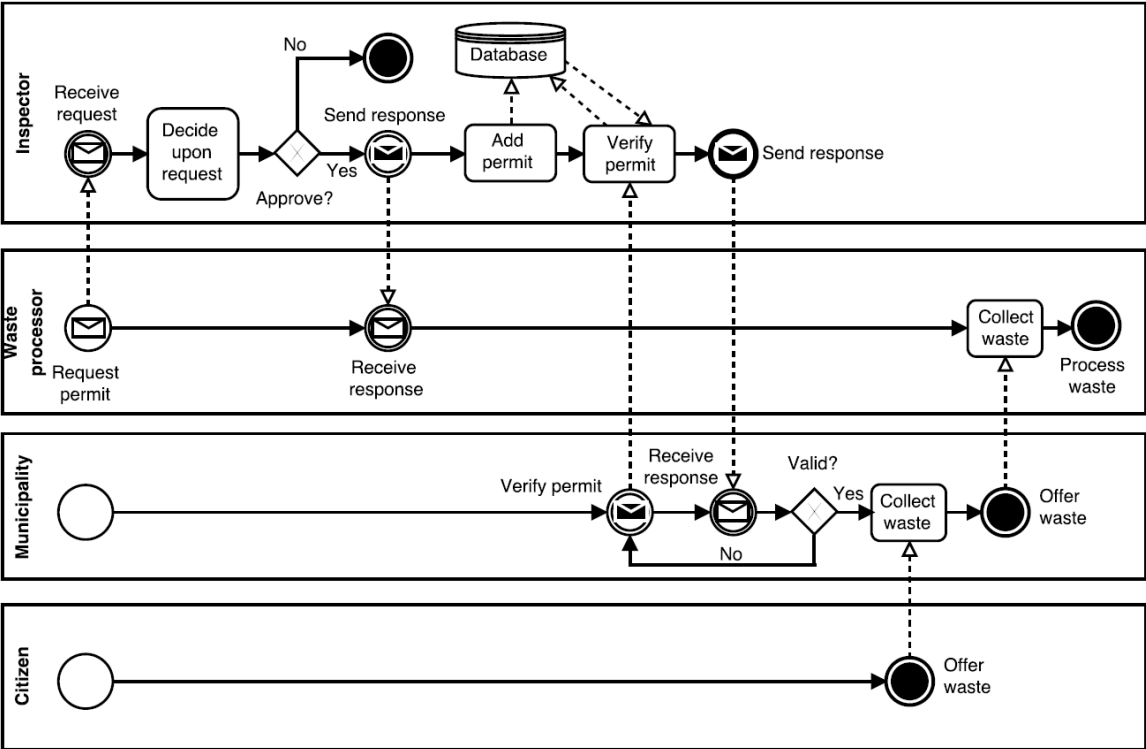 Inspector
Receive
request
Decide
upon
request
No
Approve?
Yes
Send response
Database
Add
permit
Verify
permit
Send response
Waste
processor
Request
permit
Receive
response
Collect
waste
Process
waste
Municipality
Verify permit
Receive
response
Valid?
Yes
No
Collect
waste
Offer
waste
Citizen
Offer
waste